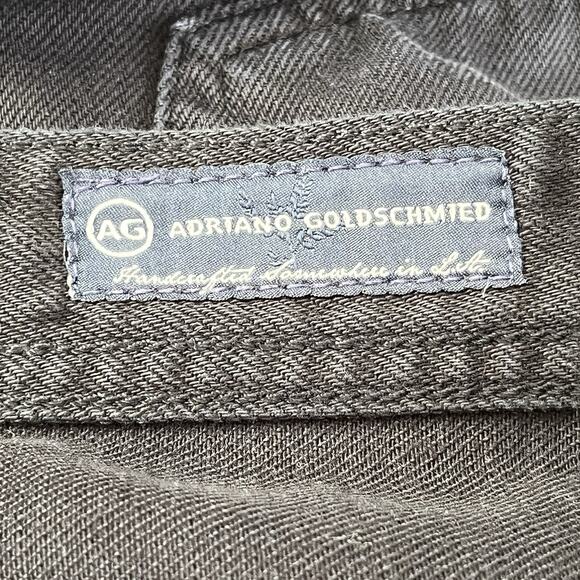 AG ADRIANO GOLDSCHMIED
Handcrafted Somewhere in L.A.